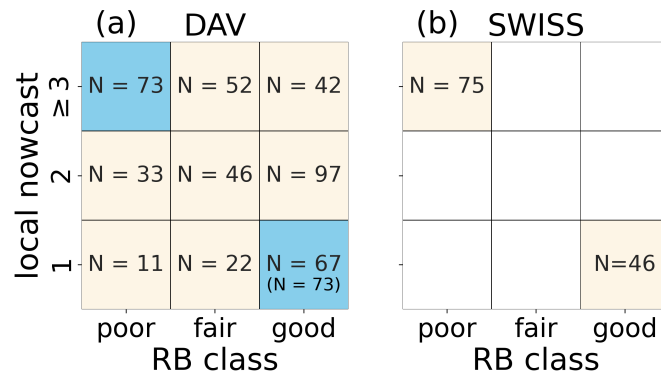 (a) DAV
(b) SWISS
local nowcast
≥3
N = 73 N = 52 N = 42
N = 75
2
N = 33 N = 46 N = 97
1
N = 11 N = 22 N = 67
(N = 73)
N=46
poor fair good
poor fair good
RB class
RB class